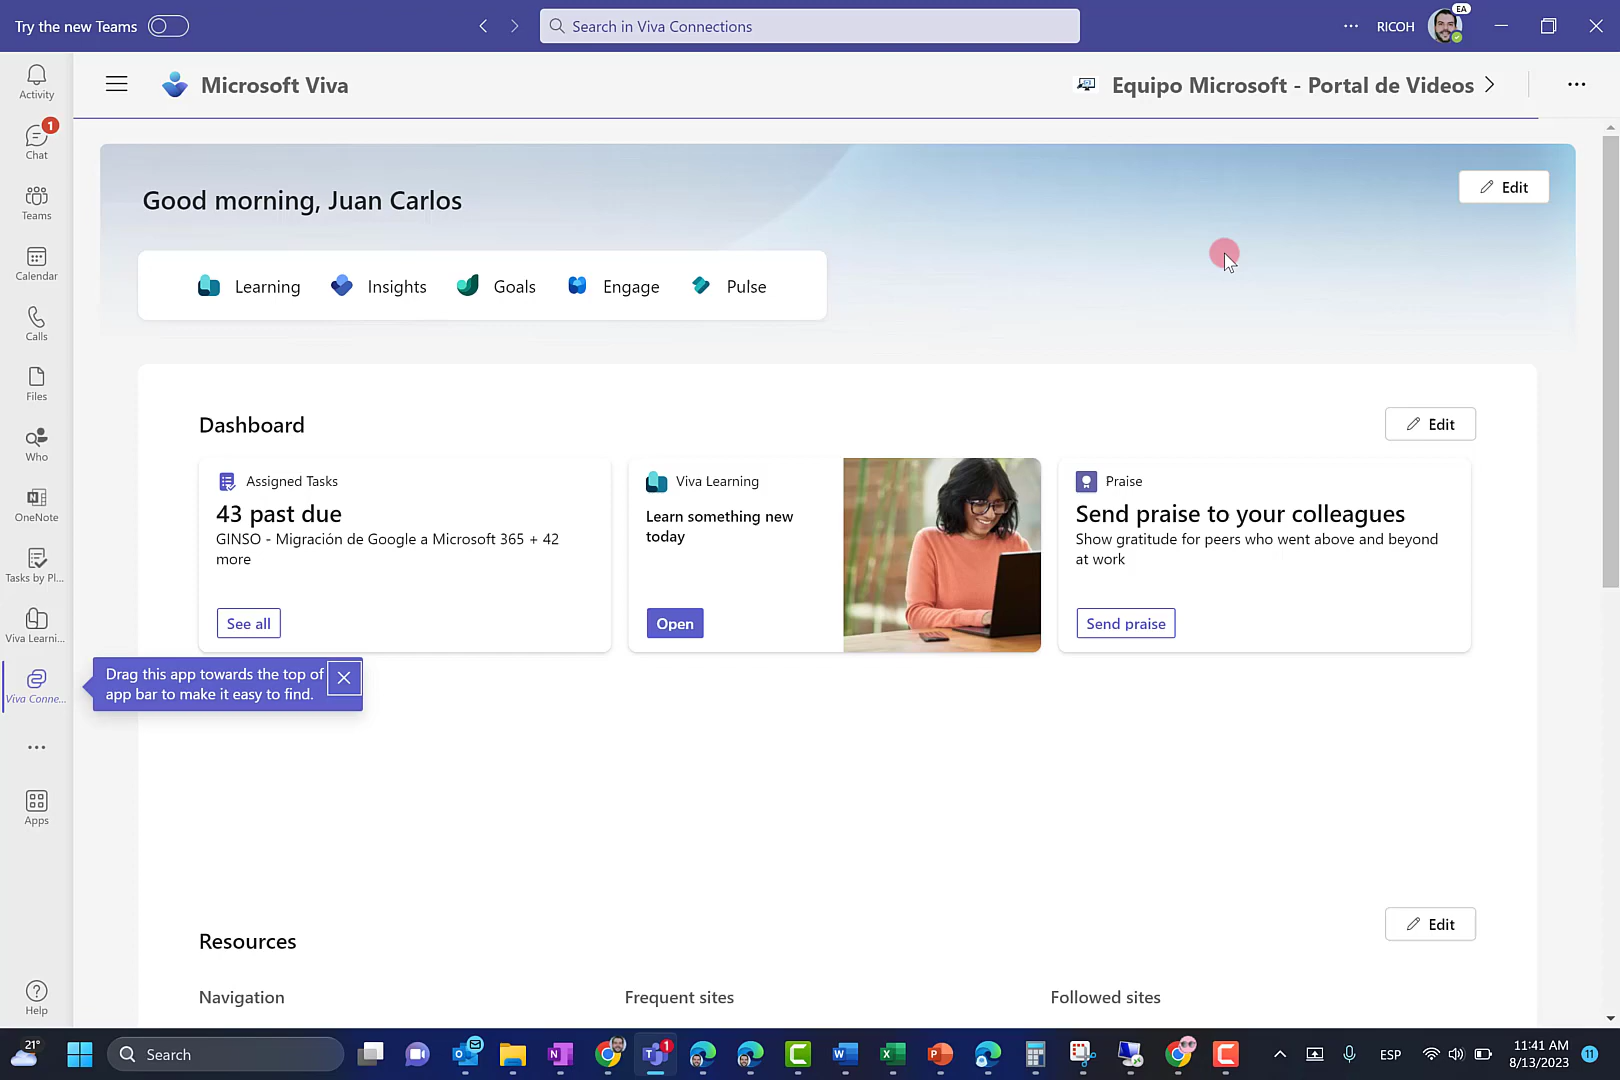 Try the new Teams
Search in Viva Connections
RICOH
EA
Activity
1
Chat
Teams
Calendar
Calls
Files
Who
OneNote
Tasks by Pl...
Viva Learni...
Viva Conne...
Apps
Help
Microsoft Viva
Equipo Microsoft - Portal de Videos
Good morning, Juan Carlos
Edit
Learning
Insights
Goals
Engage
Pulse
Dashboard
Edit
Assigned Tasks
43 past due
GINSO - Migración de Google a Microsoft 365 + 42
more
See all
Viva Learning
Learn something new
today
Open
Praise
Send praise to your colleagues
Show gratitude for peers who went above and beyond
at work
Send praise
Drag this app towards the top of
app bar to make it easy to find.
Resources
Edit
Navigation
Frequent sites
Followed sites
21°
Search
1
ESP
11:41 AM
8/13/2023
11